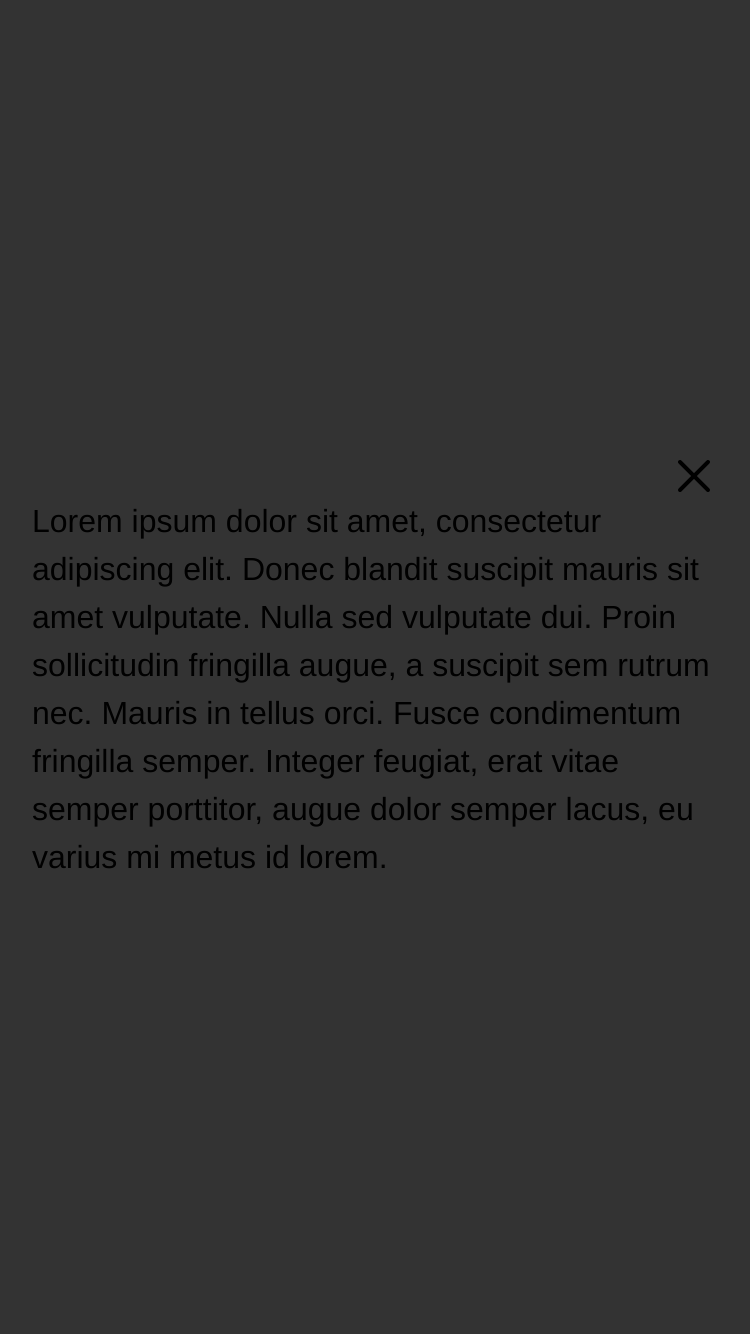 Lorem ipsum dolor sit amet, consectetur
adipiscing elit. Donec blandit suscipit mauris sit
amet vulputate. Nulla sed vulputate dui. Proin
sollicitudin fringilla augue, a suscipit sem rutrum
nec. Mauris in tellus orci. Fusce condimentum
fringilla semper. Integer feugiat, erat vitae
semper porttitor, augue dolor semper lacus, eu
varius mi metus id lorem.